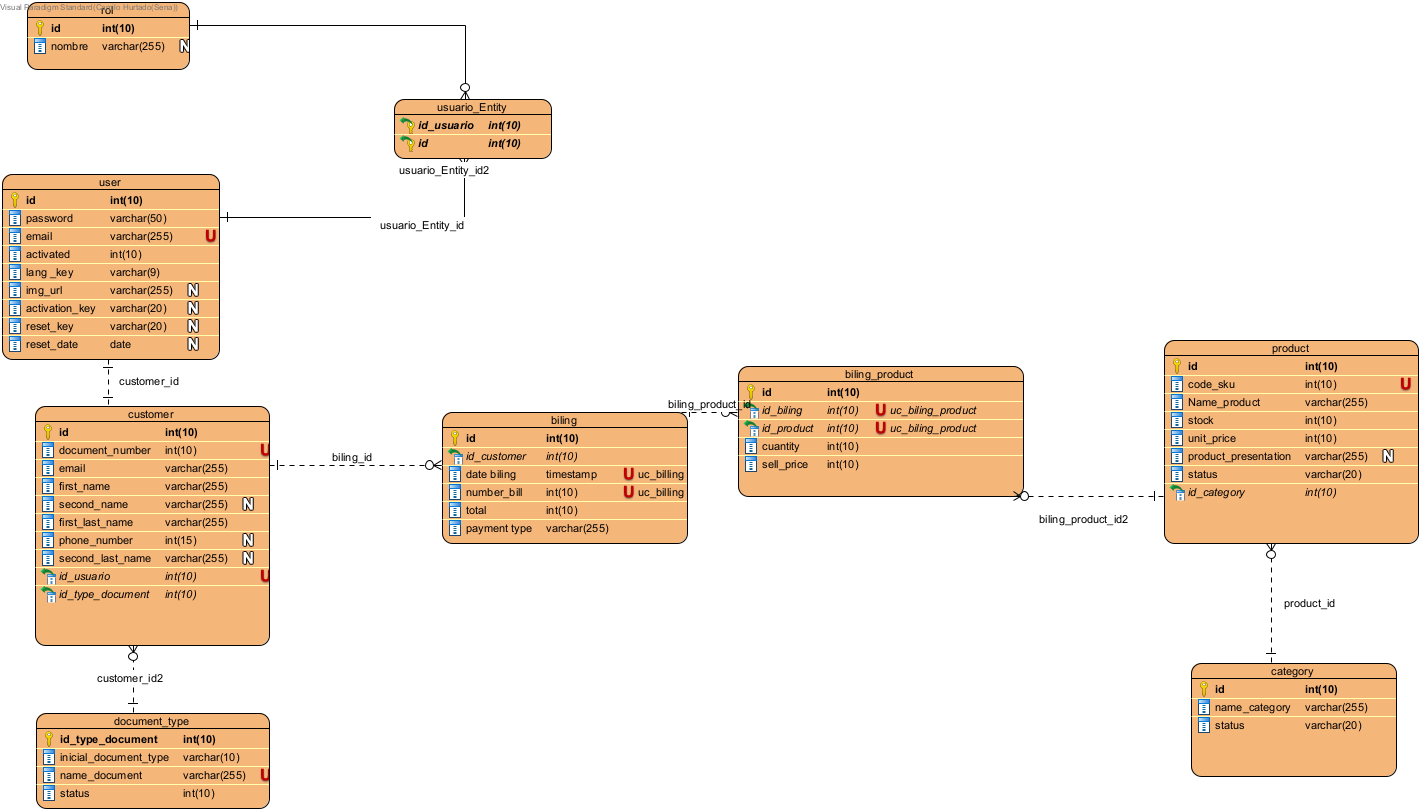 Visual Paradigm Standard(Camilo Hurtado(Sena))
rol
id int(10)
nombre varchar(255) N
usuario_Entity
id_usuario int(10)
id int(10)
usuario_Entity_id2
usuario_Entity_id
user
id int(10)
password varchar(50)
email varchar(255) U
activated int(10)
lang _key varchar(9)
img_url varchar(255) N
activation_key varchar(20) N
reset_key varchar(20) N
reset_date date N
customer_id
customer
id int(10)
document_number int(10) U
email varchar(255)
first_name varchar(255)
second_name varchar(255) N
first_last_name varchar(255)
phone_number int(15) N
second_last_name varchar(255) N
id_usuario int(10) U
id_type_document int(10)
customer_id2
document_type
id_type_document int(10)
inicial_document_type varchar(10)
name_document varchar(255) U
status int(10)
biling_id
biling
id int(10)
id_customer int(10)
date biling timestamp U uc_billing
number_bill int(10) U uc_billing
total int(10)
payment type varchar(255)
biling_product_id
biling_product
id int(10)
id_biling int(10) U uc_biling_product
id_product int(10) U uc_biling_product
cuantity int(10)
sell_price int(10)
biling_product_id2
product
id int(10)
code_sku int(10) U
Name_product varchar(255)
stock int(10)
unit_price int(10)
product_presentation varchar(255) N
status varchar(20)
id_category int(10)
product_id
category
id int(10)
name_category varchar(255)
status varchar(20)